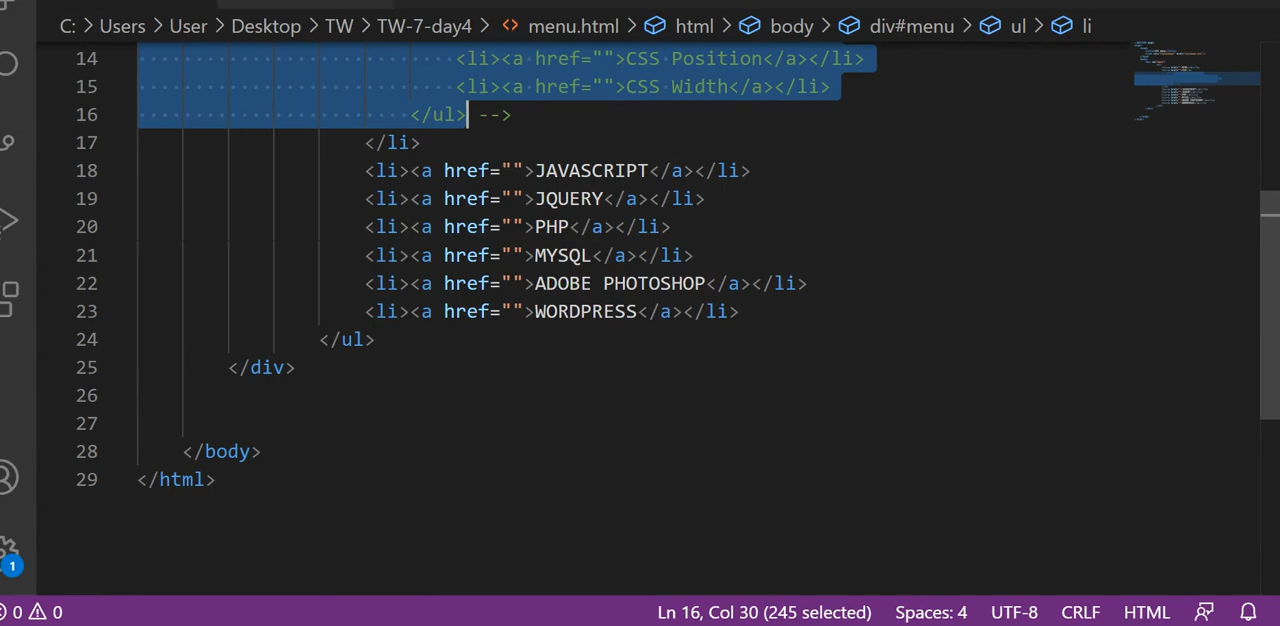 C: > Users > User > Desktop > TW > TW-7-day4 > <> menu.html > html > body > div#menu > ul > li
14 <li><a href="">CSS Position</a></li>
15 <li><a href="">CSS Width</a></li>
16 </ul> -->
17 </li>
18 <li><a href="">JAVASCRIPT</a></li>
19 <li><a href="">JQUERY</a></li>
20 <li><a href="">PHP</a></li>
21 <li><a href="">MYSQL</a></li>
22 <li><a href="">ADOBE PHOTOSHOP</a></li>
23 <li><a href="">WORDPRESS</a></li>
24 </ul>
25 </div>
26
27
28 </body>
29 </html>
1
0 0 Ln 16, Col 30 (245 selected) Spaces: 4 UTF-8 CRLF HTML